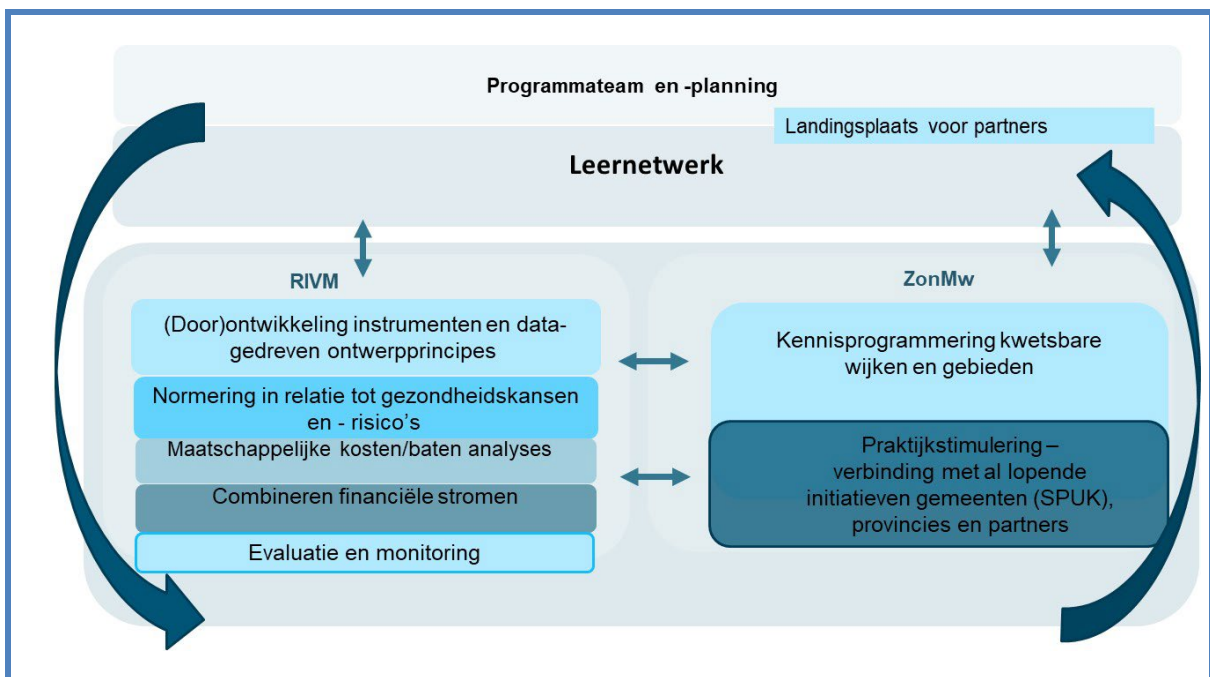 Programmateam en -planning
Landingsplaats voor partners
Leernetwerk
RIVM
(Door)ontwikkeling instrumenten en data-
gedreven ontwerpprincipes
Normering in relatie tot gezondheidskansen
en - risico's
Maatschappelijke kosten/baten analyses
Combineren financiële stromen
Evaluatie en monitoring
ZonMw
Kennisprogrammering kwetsbare
wijken en gebieden
Praktijkstimulering –
verbinding met al lopende
initiatieven gemeenten (SPUK),
provincies en partners